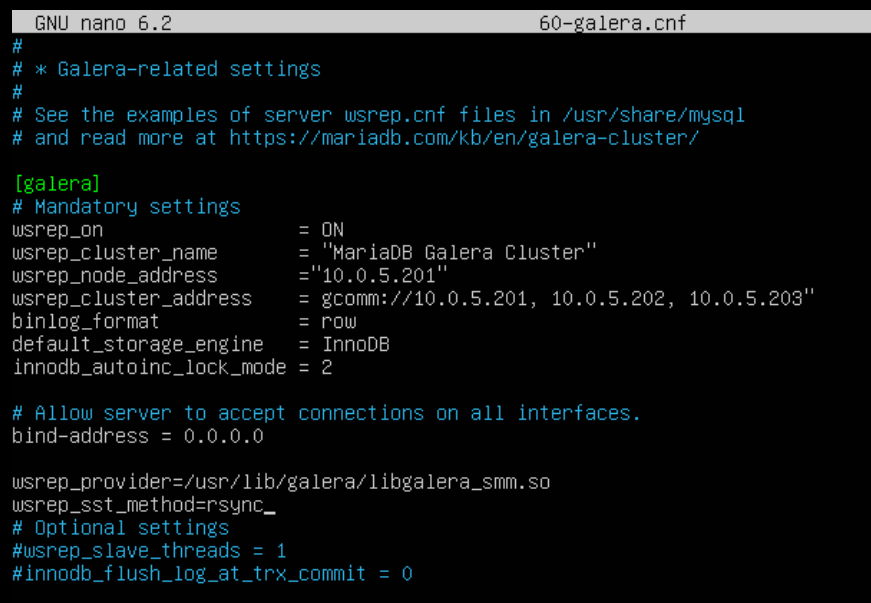 GNU nano 6.2 60-galera.cnf
#
# * Galera-related settings
#
# See the examples of server wsrep.cnf files in /usr/share/mysql
# and read more at https://mariadb.com/kb/en/galera-cluster/
[galera]
# Mandatory settings
wsrep_on = ON
wsrep_cluster_name = "MariaDB Galera Cluster"
wsrep_node_address ="10.0.5.201"
wsrep_cluster_address = gcomm://10.0.5.201, 10.0.5.202, 10.0.5.203"
binlog_format = row
default_storage_engine = InnoDB
innodb_autoinc_lock_mode = 2
# Allow server to accept connections on all interfaces.
bind-address = 0.0.0.0
wsrep_provider=/usr/lib/galera/libgalera_smm.so
wsrep_sst_method=rsync_
# Optional settings
#wsrep_slave_threads = 1
#innodb_flush_log_at_trx_commit = 0